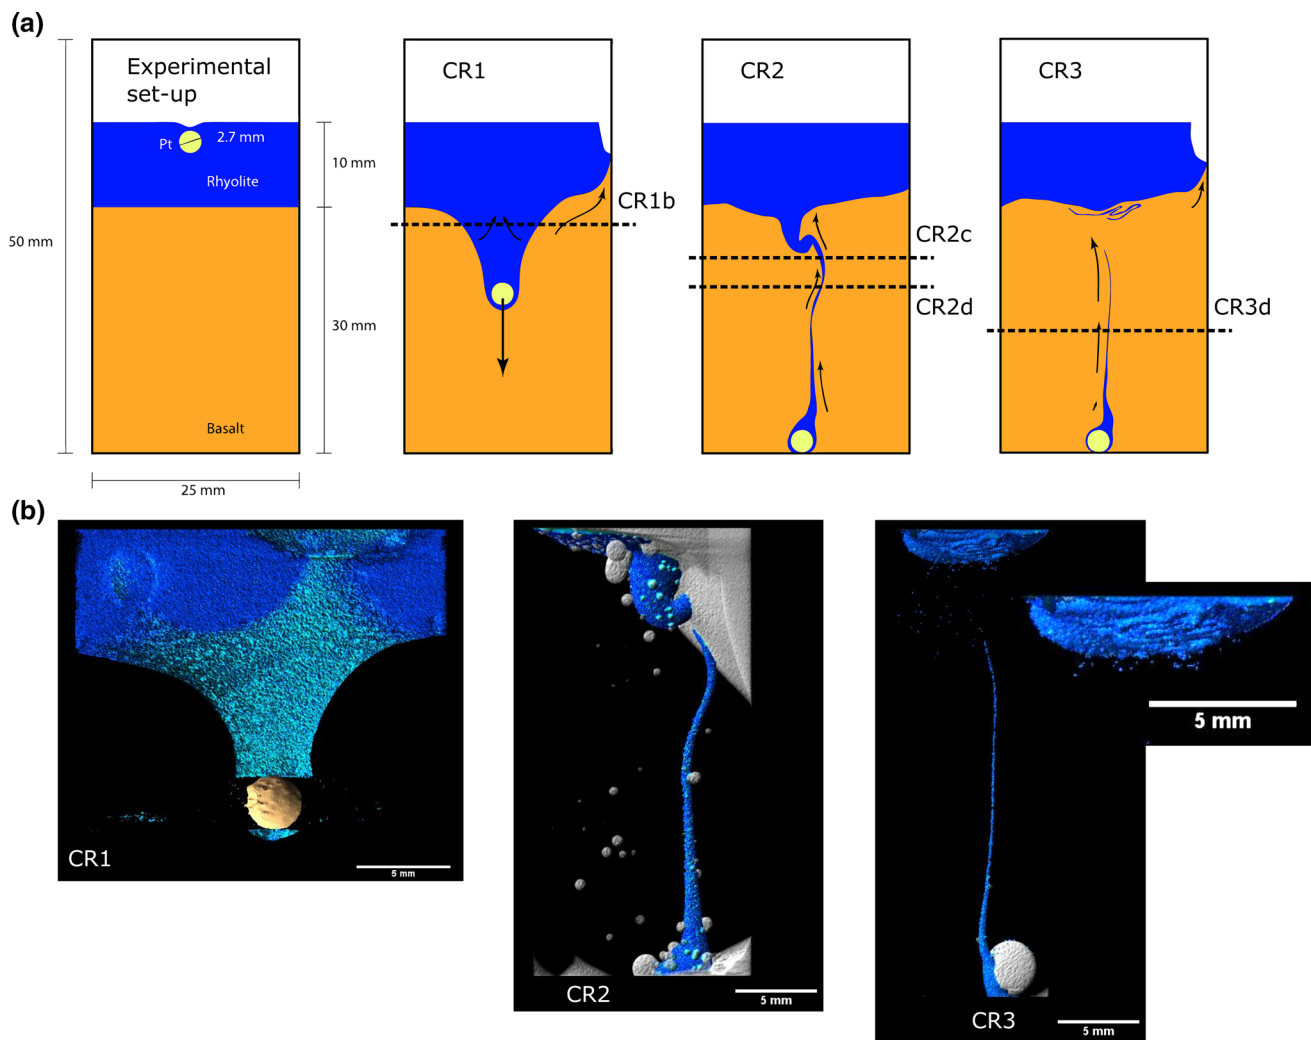 (a)
Experimental
set-up
Pt
2.7 mm
Rhyolite
10 mm
50 mm
30 mm
Basalt
25 mm
CR1
CR1b
CR2
CR2c
CR2d
CR3
CR3d
(b)
CR1
5 mm
CR2
5 mm
5 mm
CR3
5 mm